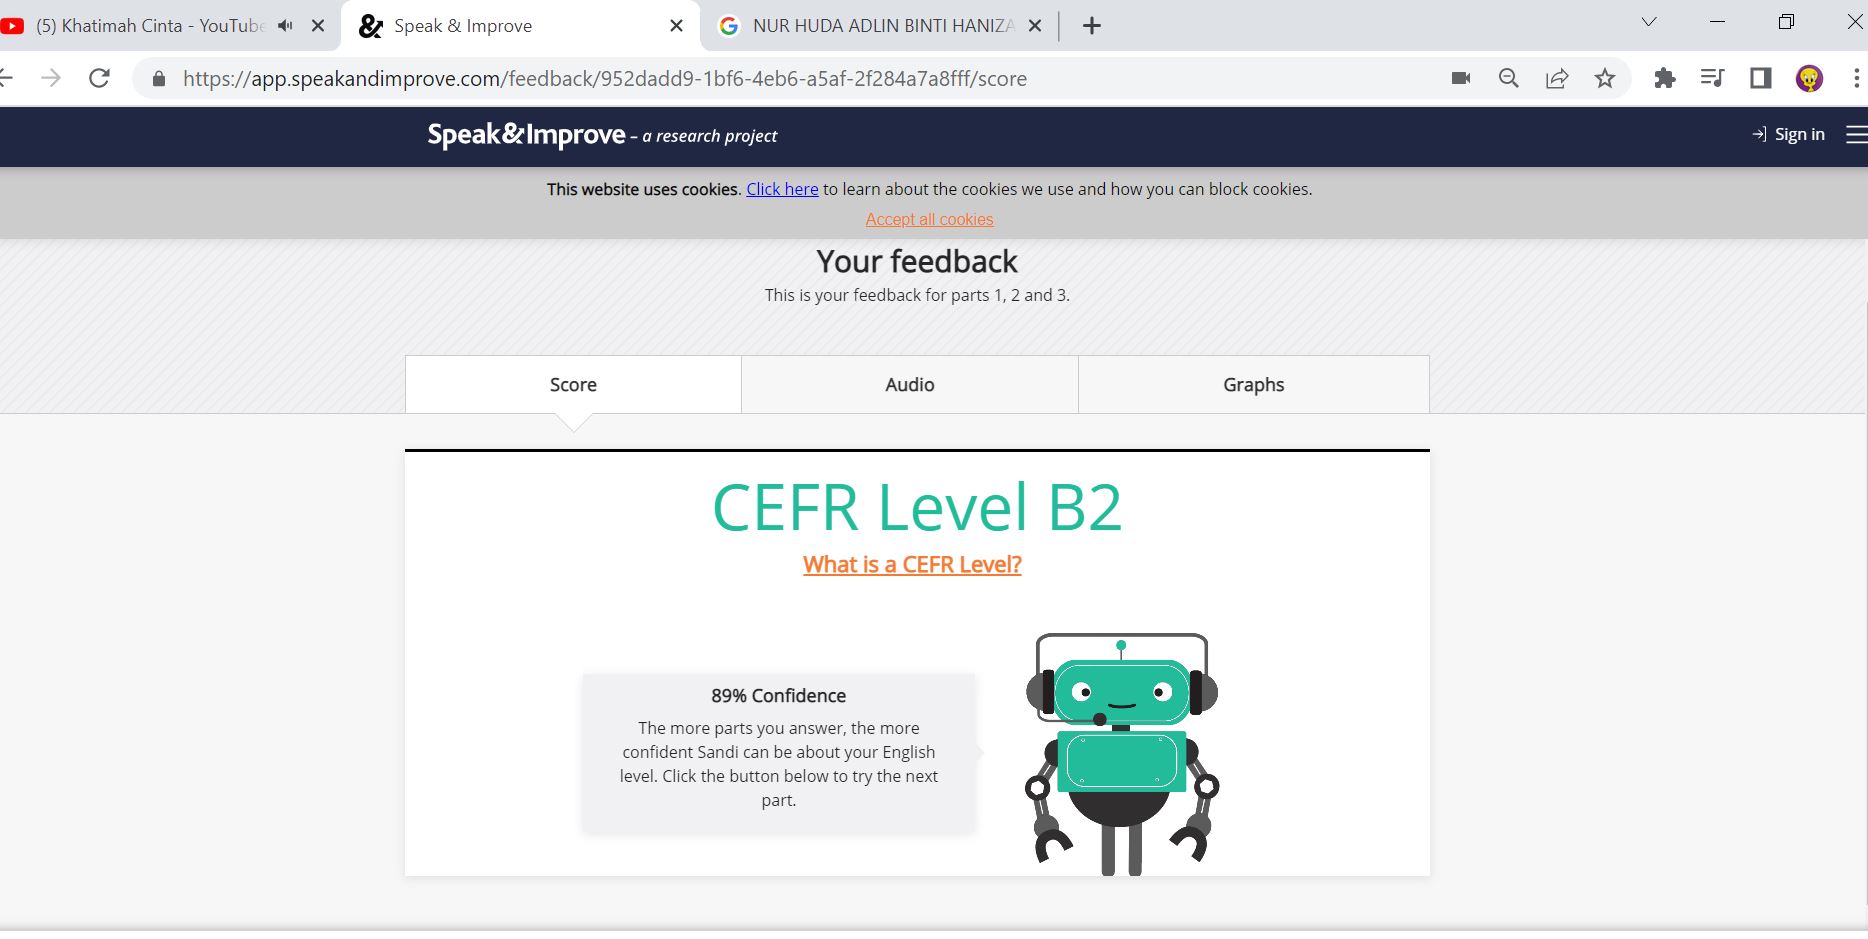 (5) Khatimah Cinta - YouTube
Speak & Improve
NUR HUDA ADLIN BINTI HANIZA
https://app.speakandimprove.com/feedback/952dadd9-1bf6-4eb6-a5af-2f284a7a8fff/score
Speak&Improve – a research project
Sign in
This website uses cookies. Click here to learn about the cookies we use and how you can block cookies.
Accept all cookies
Your feedback
This is your feedback for parts 1, 2 and 3.
Score
Audio
Graphs
CEFR Level B2
What is a CEFR Level?
89% Confidence
The more parts you answer, the more
confident Sandi can be about your English
level. Click the button below to try the next
part.